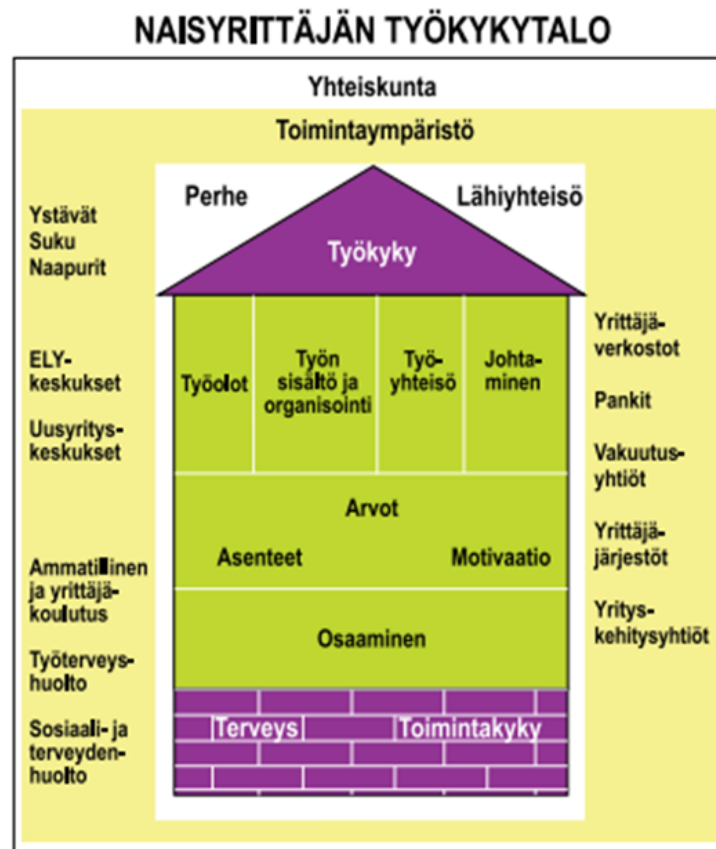 NAISYRITTÄJÄN TYÖKYKYTALO
Yhteiskunta
Toimintaympäristö
Perhe
Lähiyhteisö
Ystävät
Suku
Naapurit
Työkyky
ELY-
keskukset
Uusyritys-
keskukset
Ammatillinen
ja yrittäjä-
koulutus
Työterveys-
huolto
Sosiaali- ja
terveyden-
huolto
Työolot
Työn
sisältö ja
organisointi
Työ-
yhteisö
Johta-
minen
Arvot
Asenteet
Motivaatio
Osaaminen
Terveys
Toimintakyky
Yrittäjä-
verkostot
Pankit
Vakuutus-
yhtiöt
Yrittäjä-
järjestöt
Yritys-
kehitysyhtiöt